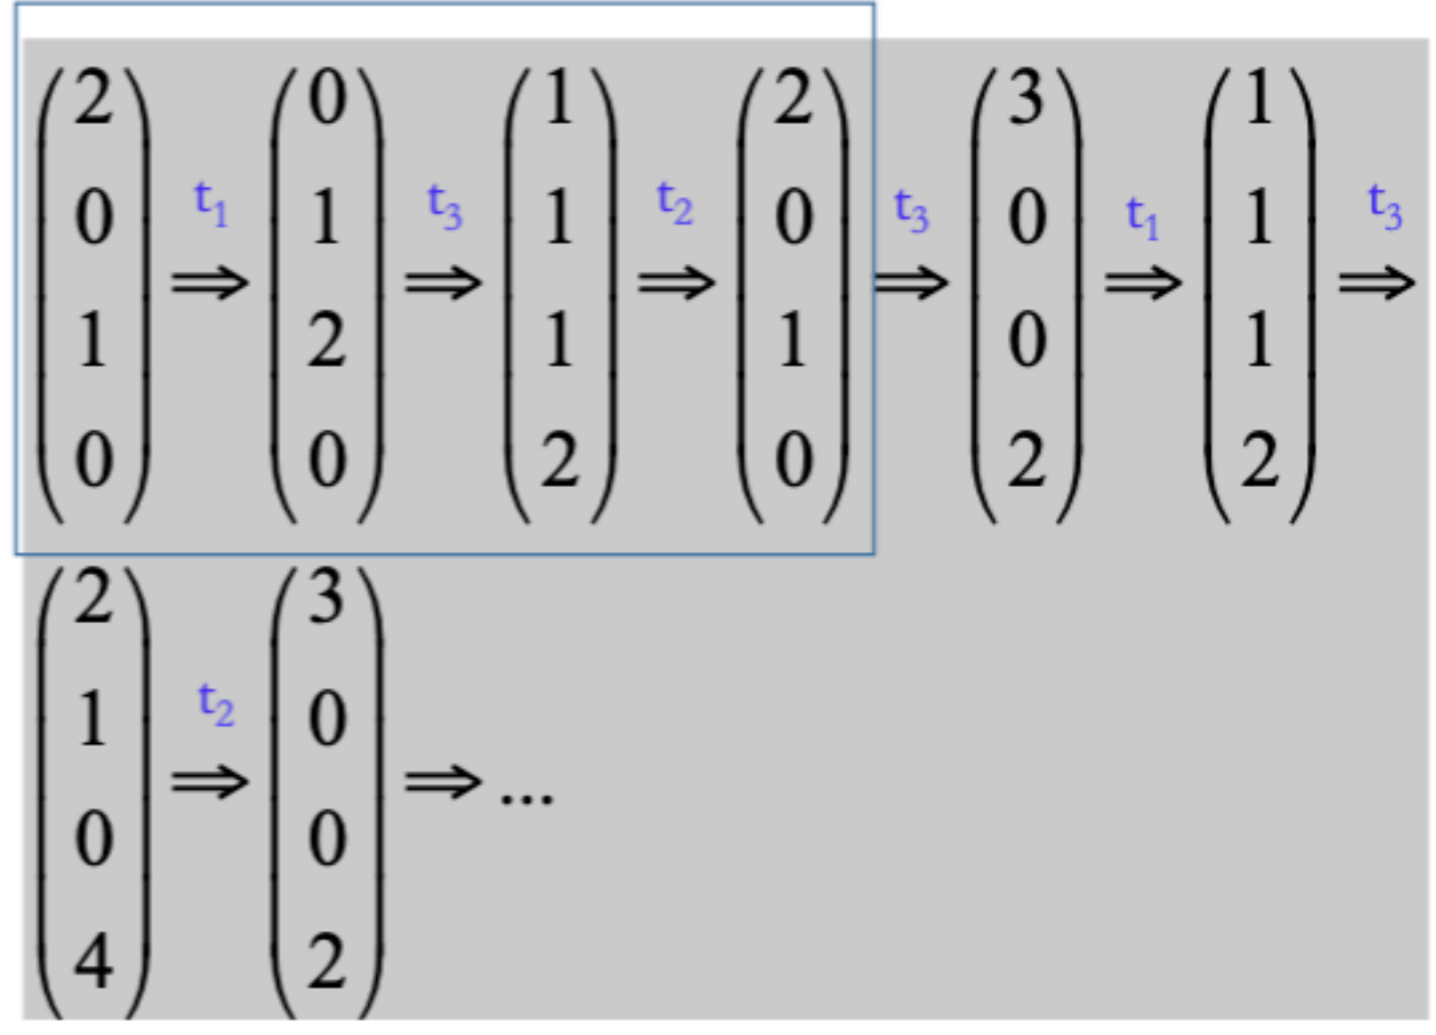 (2 0 1 0) t₁ ⇒ (0 1 2 0) t₃ ⇒ (1 1 1 2) t₂ ⇒ (2 0 1 0) t₃ ⇒ (3 0 0 2) t₁ ⇒ (1 1 1 2) t₃ ⇒
(2 1 0 4) t₂ ⇒ (3 0 0 2) ⇒ ...